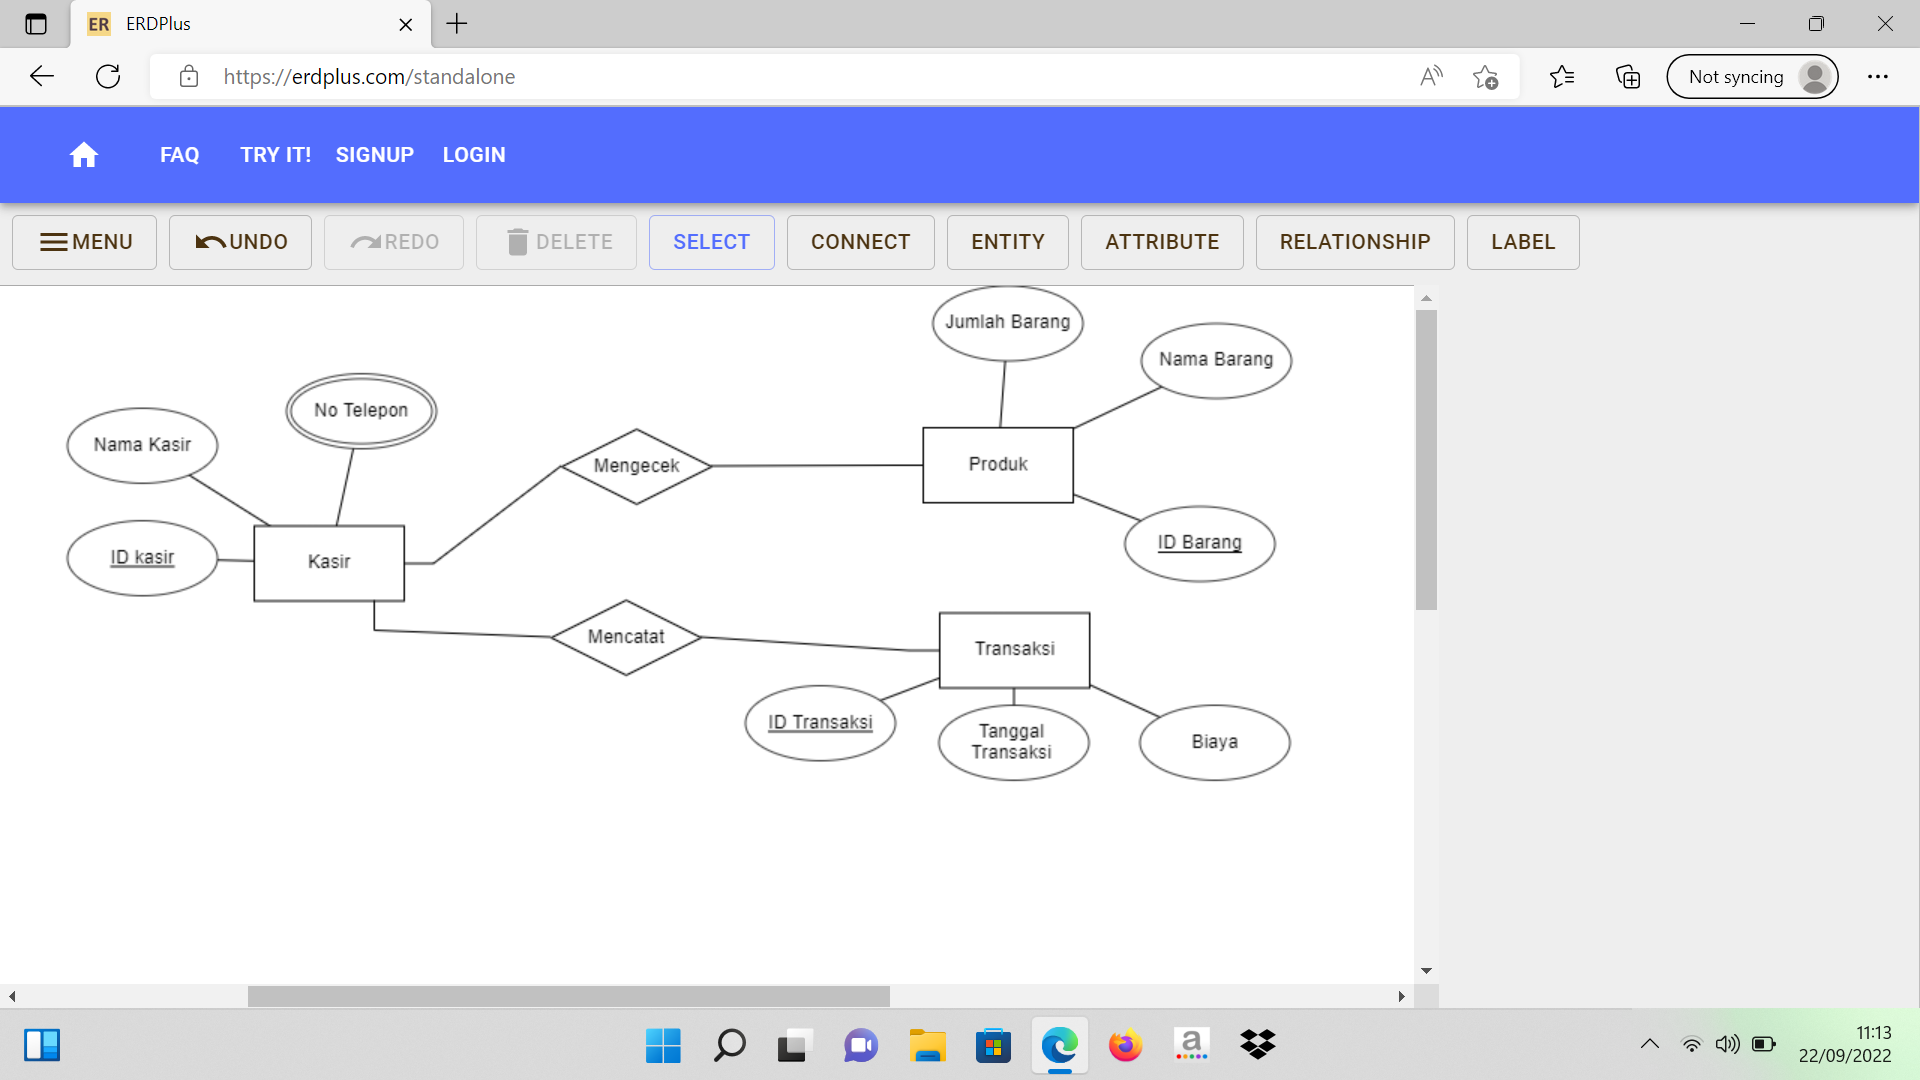 ERDPlus
https://erdplus.com/standalone
Not syncing
FAQ
TRY IT!
SIGNUP
LOGIN
MENU
UNDO
REDO
DELETE
SELECT
CONNECT
ENTITY
ATTRIBUTE
RELATIONSHIP
LABEL
Jumlah Barang
Nama Barang
No Telepon
Nama Kasir
Mengecek
Produk
ID Barang
ID kasir
Kasir
Mencatat
Transaksi
ID Transaksi
Tanggal
Transaksi
Biaya
11:13
22/09/2022